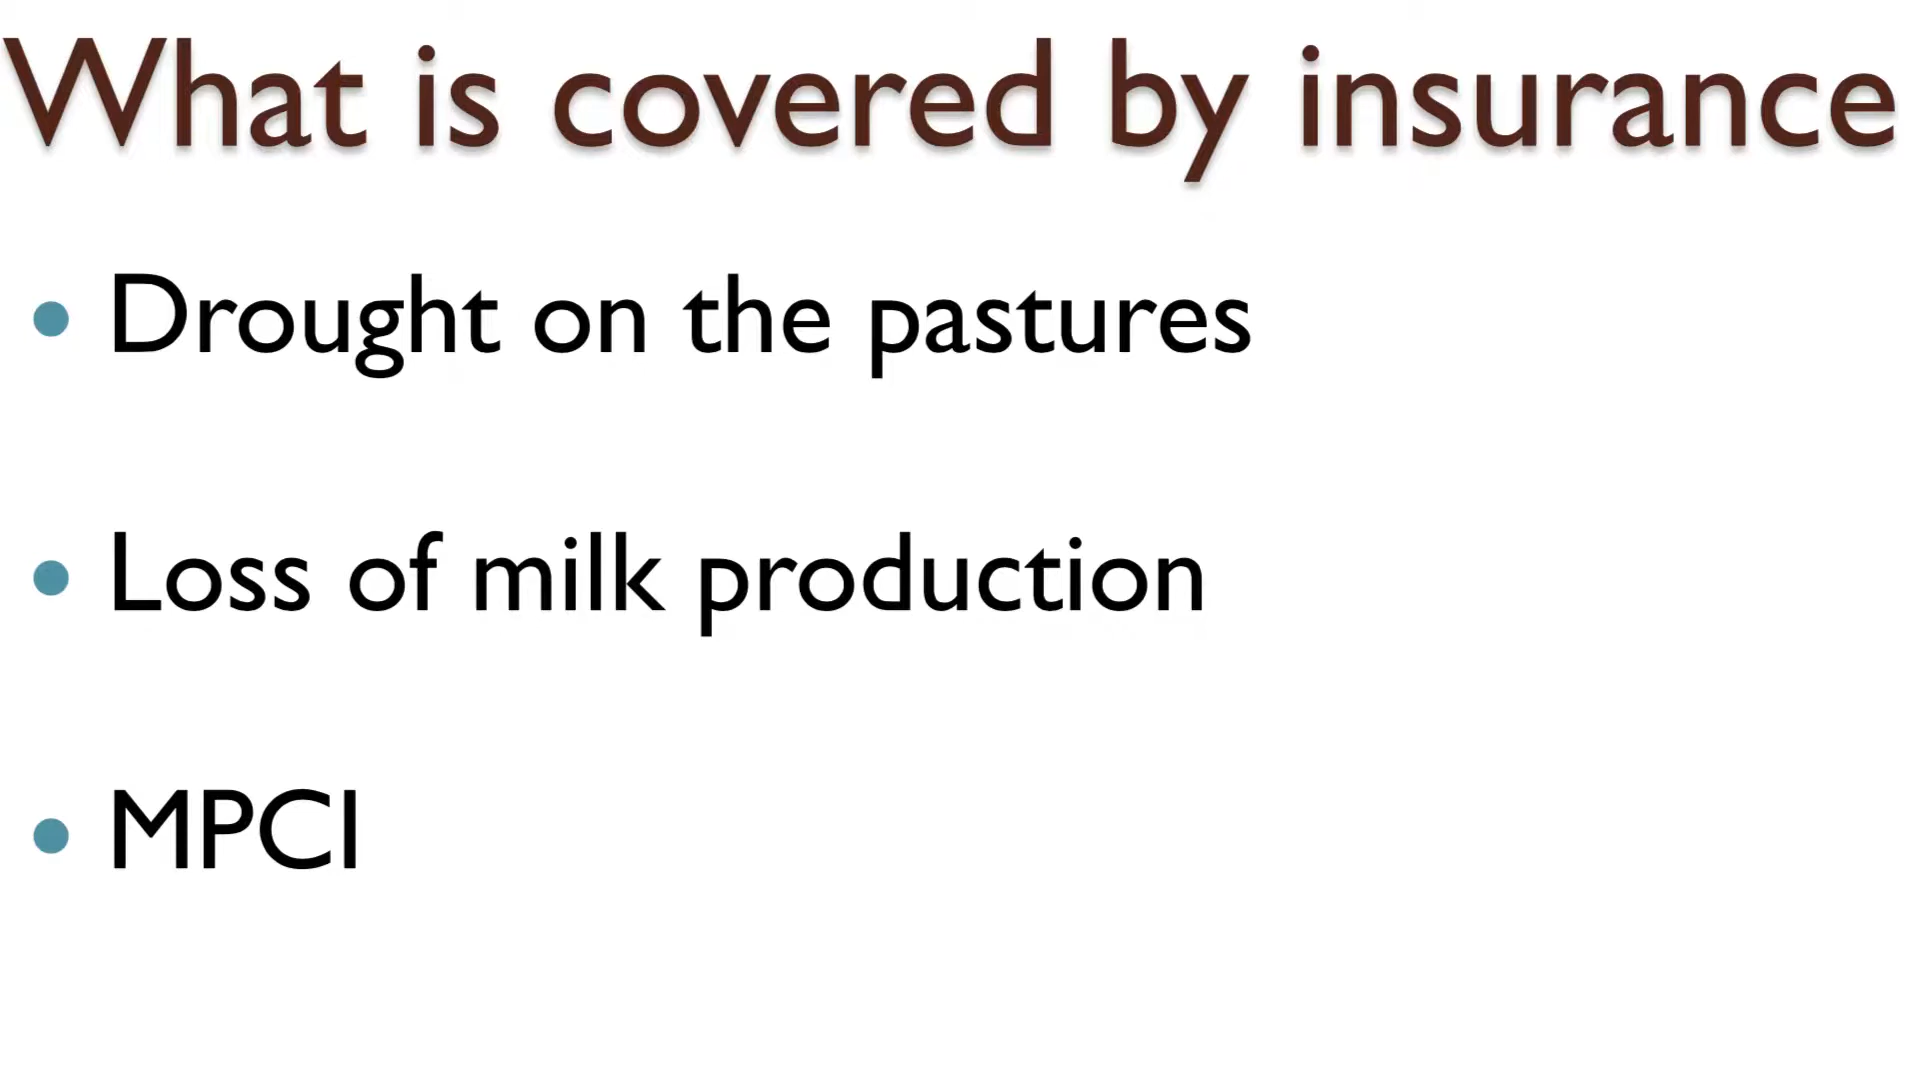 What is covered by insurance
Drought on the pastures
Loss of milk production
MPCI